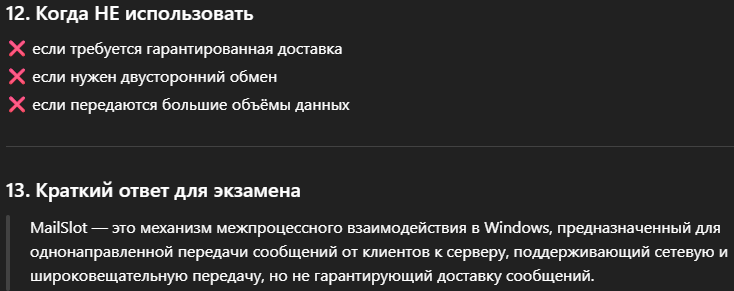 12. Когда НЕ использовать
❌ если требуется гарантированная доставка
❌ если нужен двусторонний обмен
❌ если передаются большие объёмы данных
13. Краткий ответ для экзамена
MailSlot — это механизм межпроцессного взаимодействия в Windows, предназначенный для
однонаправленной передачи сообщений от клиентов к серверу, поддерживающий сетевую и
широковещательную передачу, но не гарантирующий доставку сообщений.